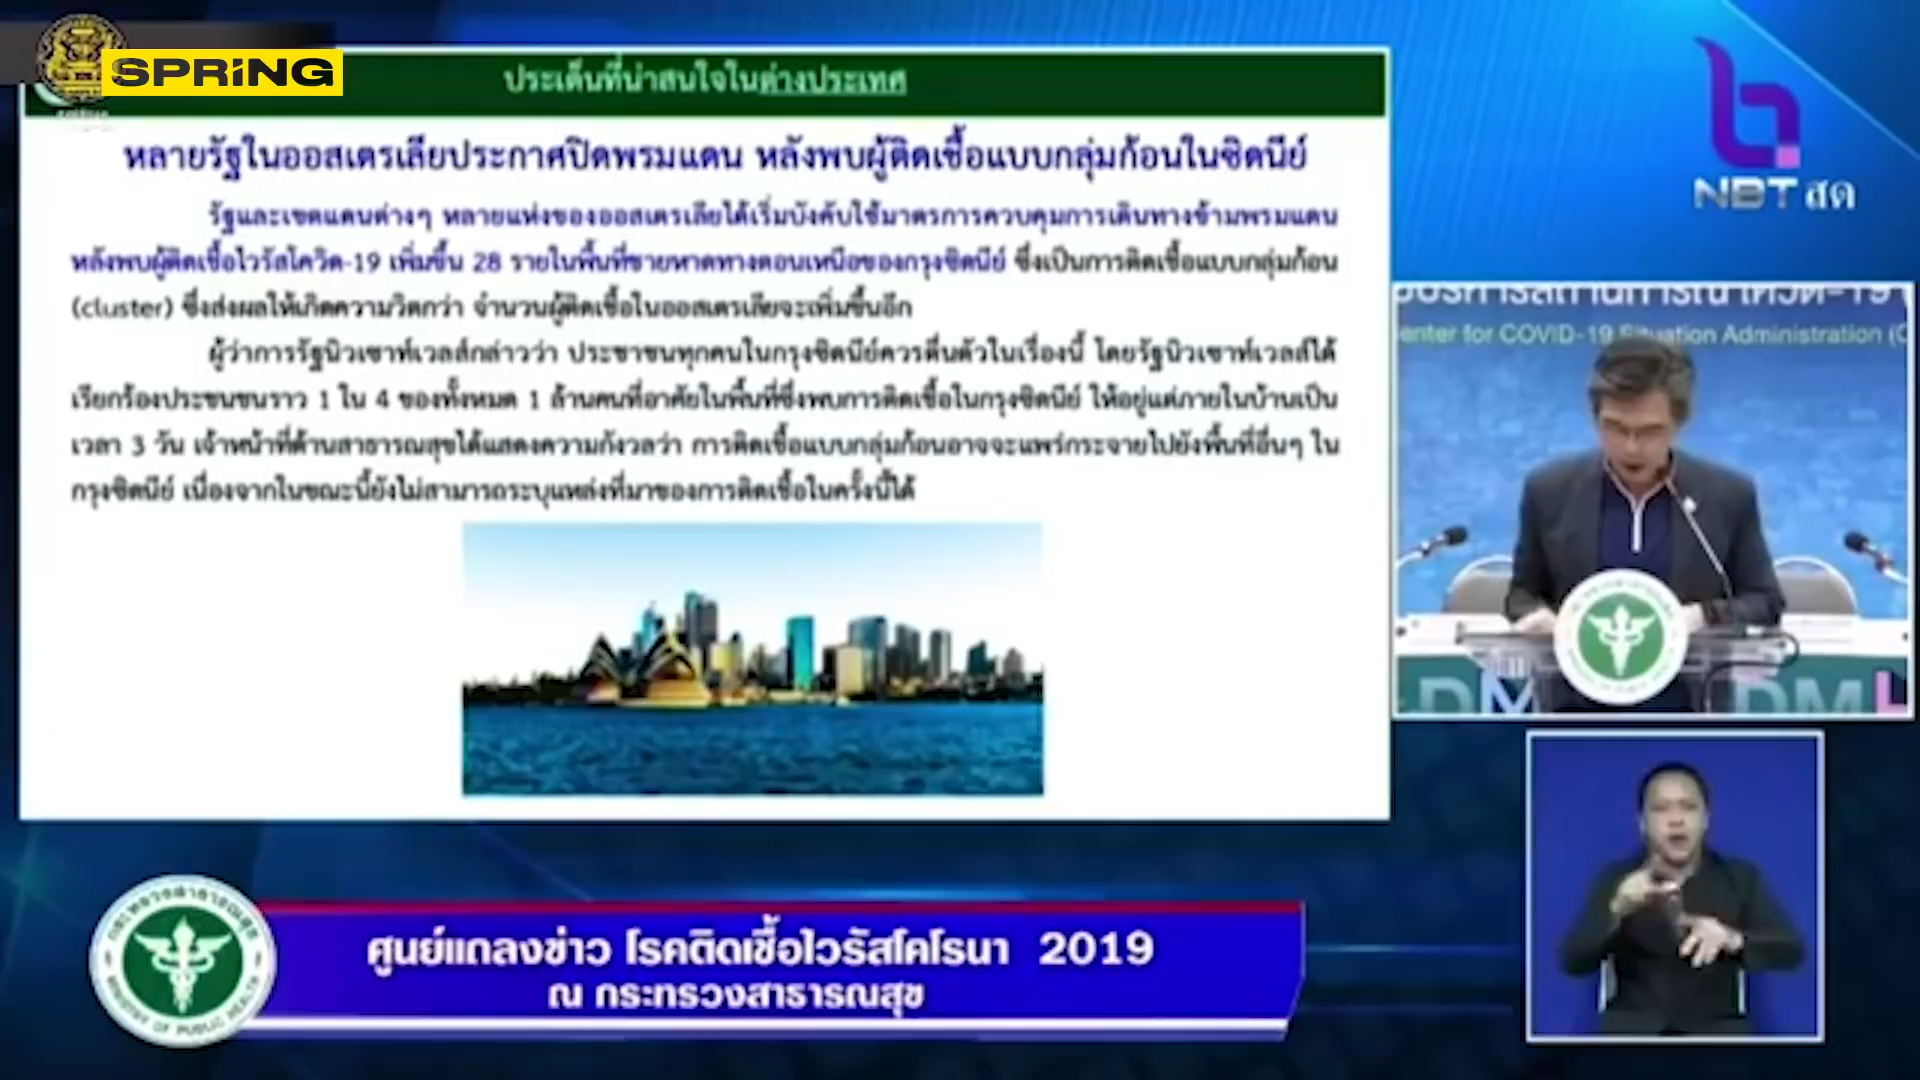 SPRiNG
ประเด็นที่น่าสนใจในต่างประเทศ
หลายรัฐในออสเตรเลียประกาศปิดพรมแดน หลังพบผู้ติดเชื้อแบบกลุ่มก้อนในซิดนีย์
รัฐและเขตแดนต่างๆ หลายแห่งของออสเตรเลียได้เริ่มบังคับใช้มาตรการควบคุมการเดินทางข้ามพรมแดน
หลังพบผู้ติดเชื้อไวรัสโควิด-19 เพิ่มขึ้น 28 รายในพื้นที่ชายหาดทางตอนเหนือของกรุงซิดนีย์ ซึ่งเป็นการติดเชื้อแบบกลุ่มก้อน
(cluster) ซึ่งส่งผลให้เกิดความวิตกว่า จำนวนผู้ติดเชื้อในออสเตรเลียจะเพิ่มขึ้นอีก
ผู้ว่าการรัฐนิวเซาท์เวลส์กล่าวว่า ประชาชนทุกคนในกรุงซิดนีย์ควรตื่นตัวในเรื่องนี้ โดยรัฐนิวเซาท์เวลส์ได้
เรียกร้องประชนชนราว 1 ใน 4 ของทั้งหมด 1 ล้านคนที่อาศัยในพื้นที่ซึ่งพบการติดเชื้อในกรุงซิดนีย์ ให้อยู่แต่ภายในบ้านเป็น
เวลา 3 วัน เจ้าหน้าที่ด้านสาธารณสุขได้แสดงความกังวลว่า การติดเชื้อแบบกลุ่มก้อนอาจจะแพร่กระจายไปยังพื้นที่อื่นๆ ใน
กรุงซิดนีย์ เนื่องจากในขณะนี้ยังไม่สามารถระบุแหล่งที่มาของการติดเชื้อในครั้งนี้ได้
NBT สด
enter for COVID-19 Situation Administration (C
ศูนย์แถลงข่าว โรคติดเชื้อไวรัสโคโรนา 2019
ณ กระทรวงสาธารณสุข
กระทรวงสาธารณสุข
MINISTRY OF PUBLIC HEALTH